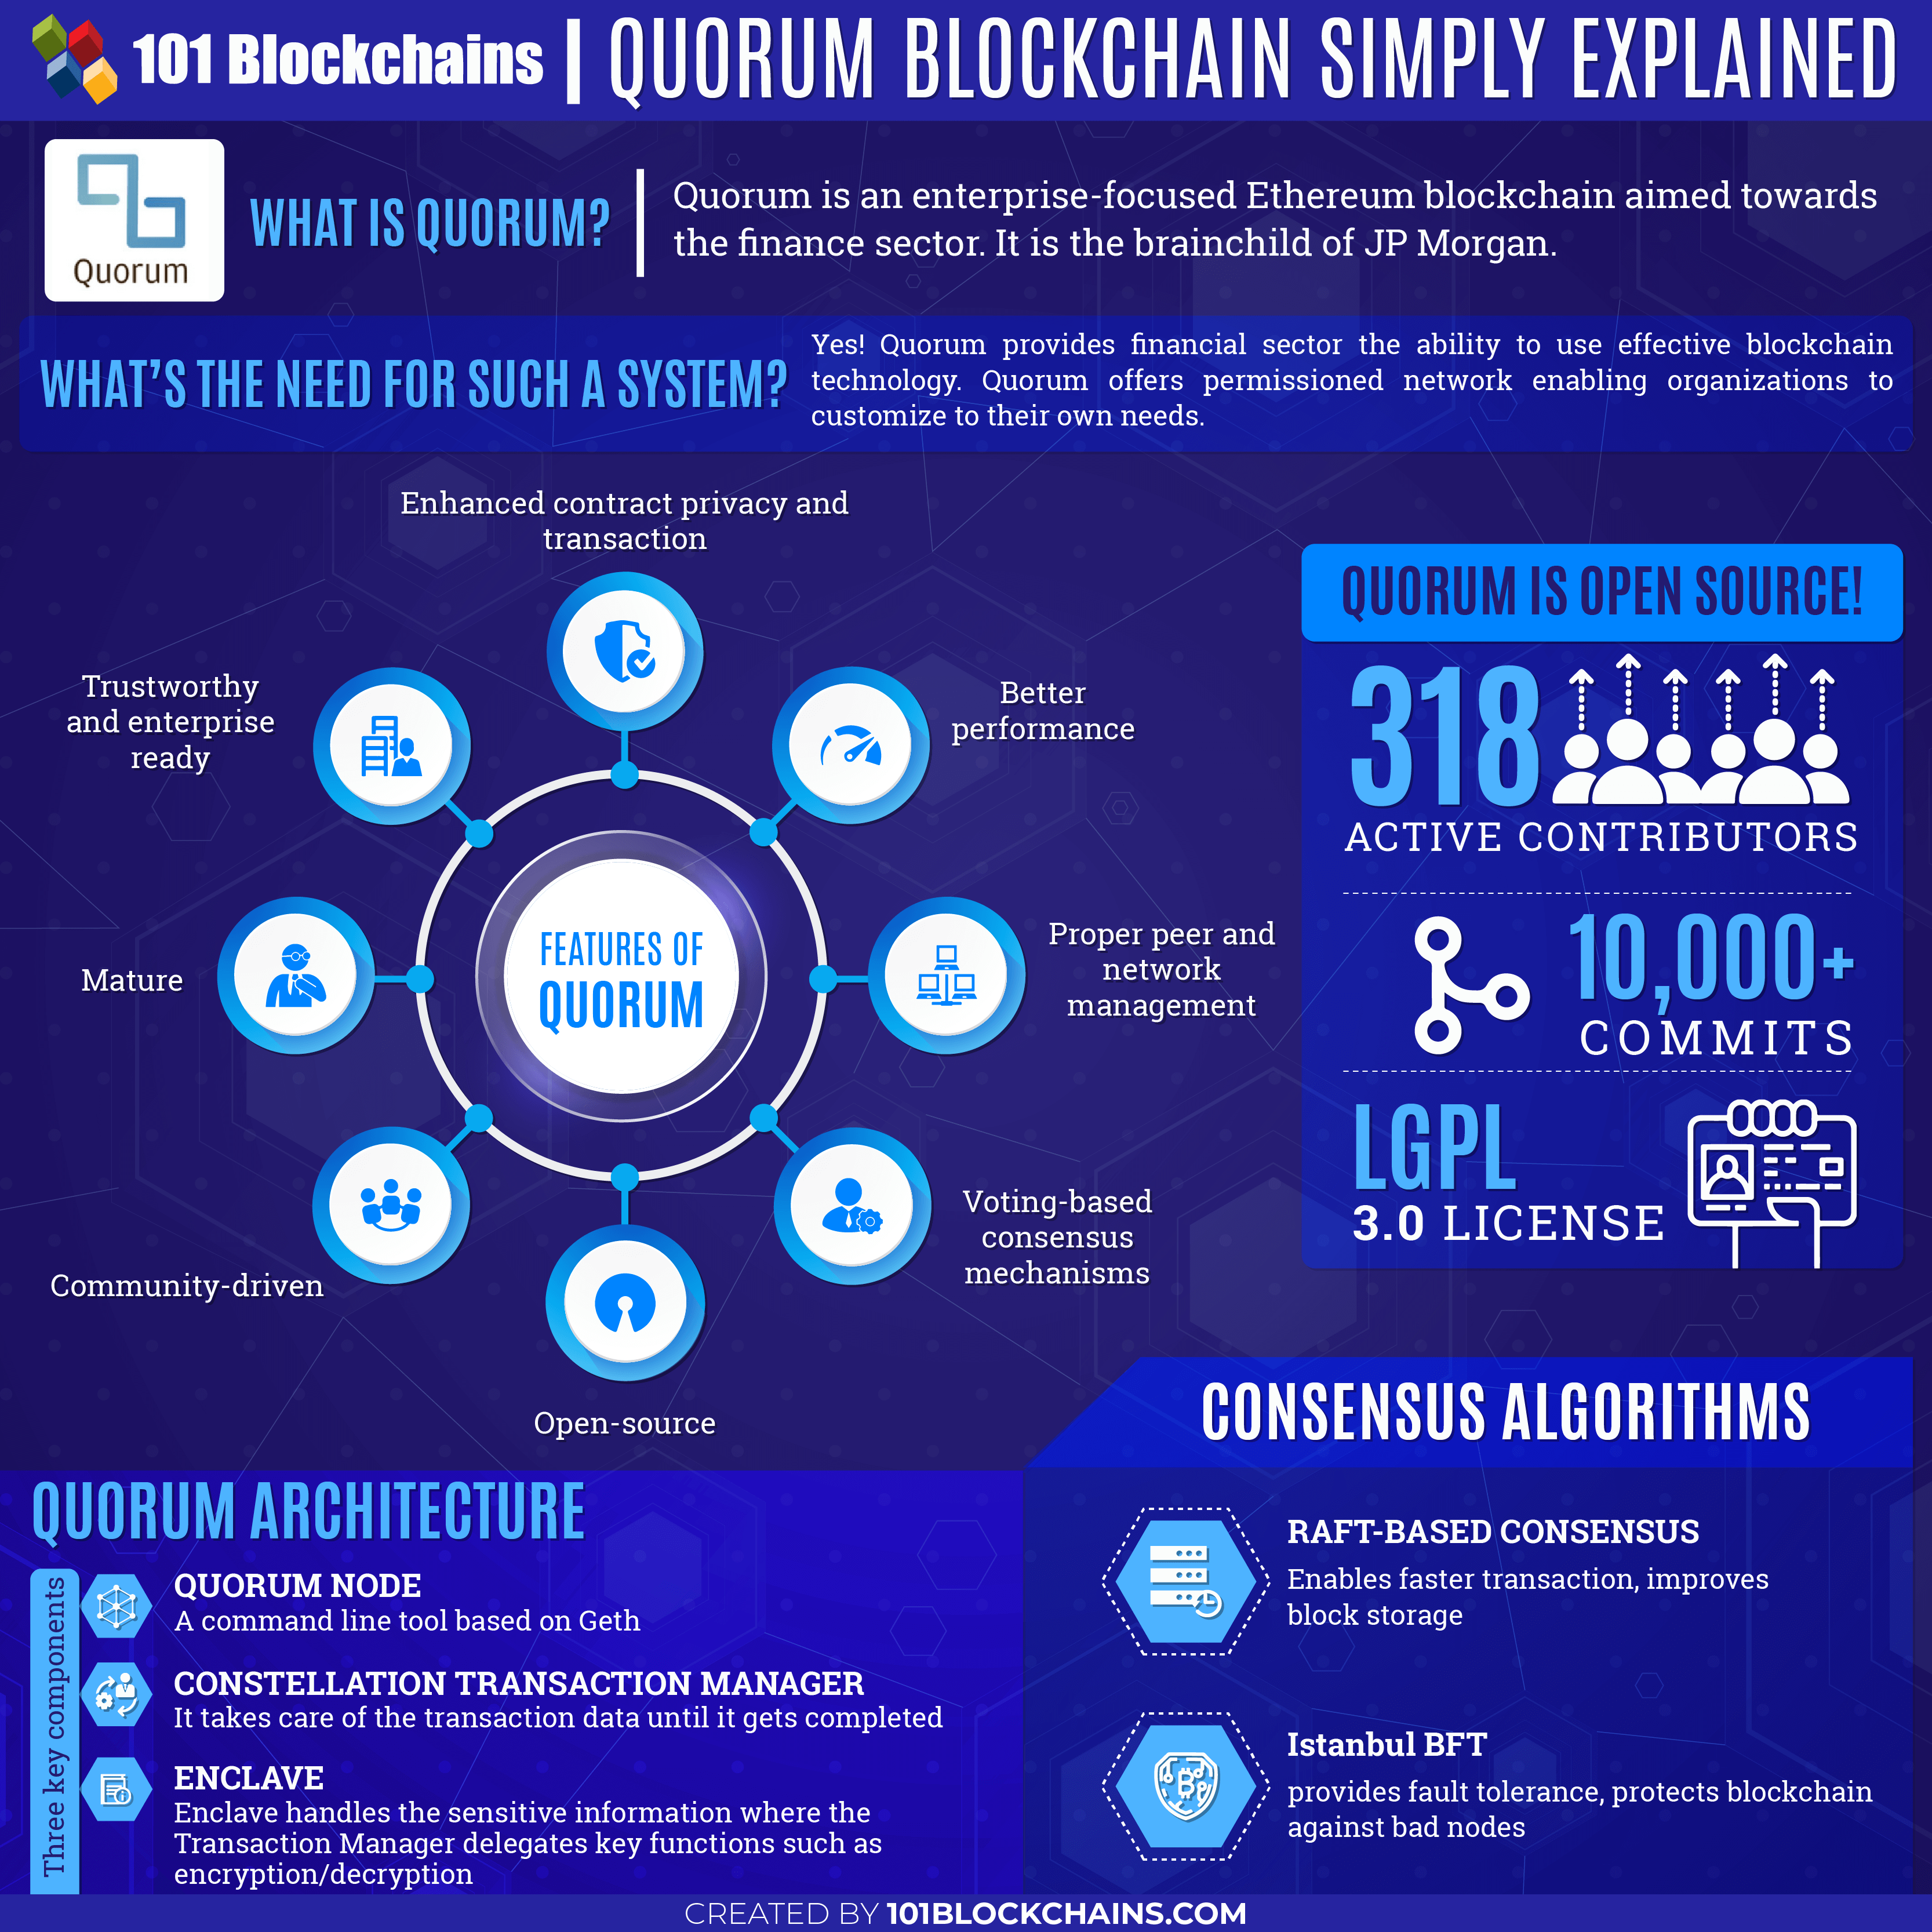 101 Blockchains | QUORUM BLOCKCHAIN SIMPLY EXPLAINED
Quorum
WHAT IS QUORUM?
Quorum is an enterprise-focused Ethereum blockchain aimed towards
the finance sector. It is the brainchild of JP Morgan.
WHAT'S THE NEED FOR SUCH A SYSTEM?
Yes! Quorum provides financial sector the ability to use effective blockchain
technology. Quorum offers permissioned network enabling organizations to
customize to their own needs.
Enhanced contract privacy and
transaction
Better
performance
Proper peer and
network
management
Voting-based
consensus
mechanisms
Open-source
Community-driven
Mature
Trustworthy
and enterprise
ready
FEATURES OF
QUORUM
QUORUM IS OPEN SOURCE!
318
ACTIVE CONTRIBUTORS
10,000+
COMMITS
LGPL
3.0 LICENSE
QUORUM ARCHITECTURE
Three key components
QUORUM NODE
A command line tool based on Geth
CONSTELLATION TRANSACTION MANAGER
It takes care of the transaction data until it gets completed
ENCLAVE
Enclave handles the sensitive information where the
Transaction Manager delegates key functions such as
encryption/decryption
CONSENSUS ALGORITHMS
RAFT-BASED CONSENSUS
Enables faster transaction, improves
block storage
Istanbul BFT
provides fault tolerance, protects blockchain
against bad nodes
CREATED BY 101BLOCKCHAINS.COM